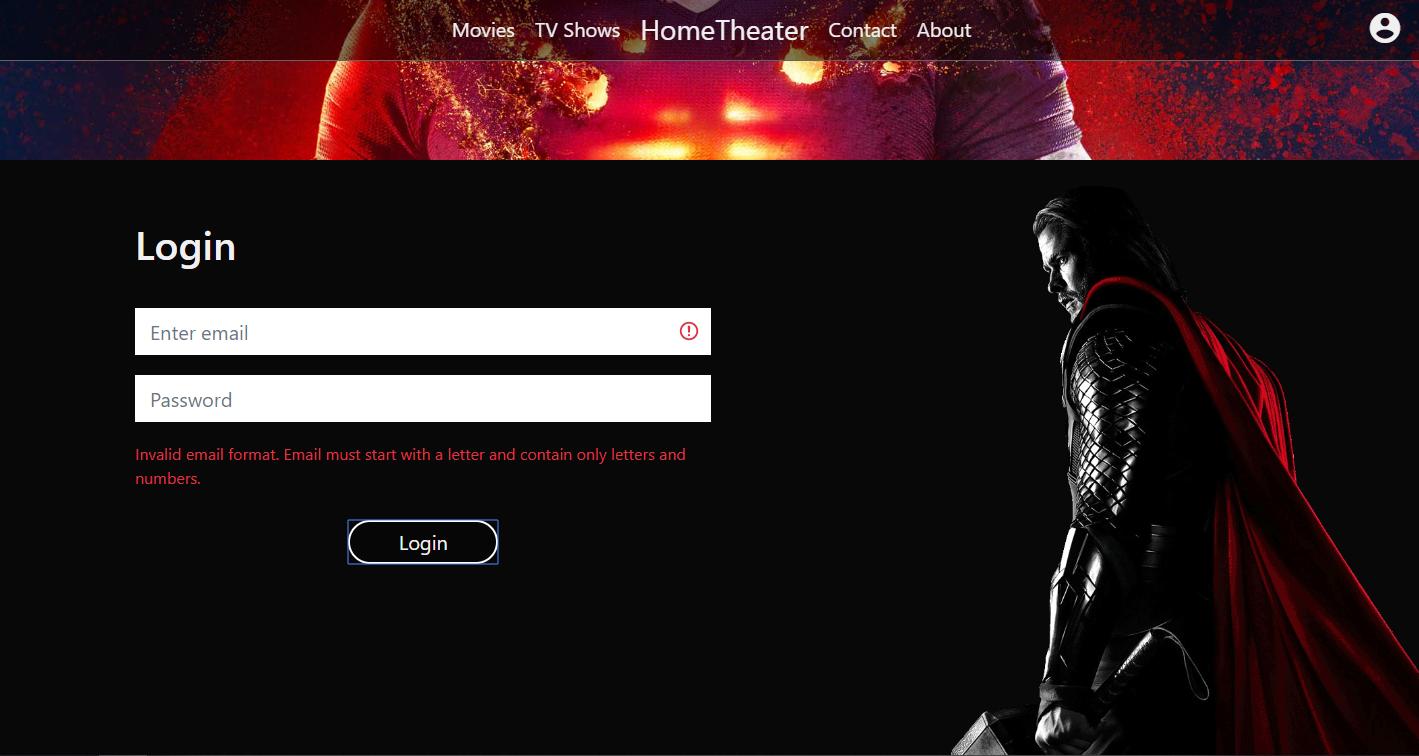 Movies TV Shows HomeTheater Contact About
Login
Enter email
Password
Invalid email format. Email must start with a letter and contain only letters and
numbers.
Login